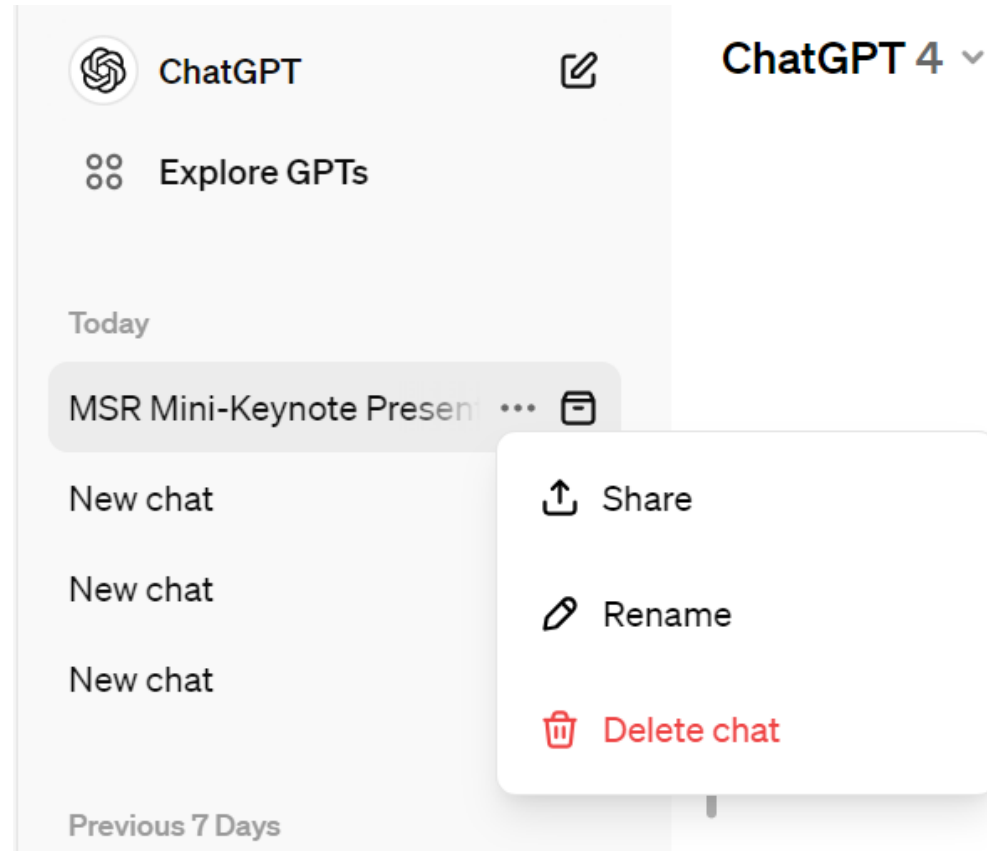 ChatGPT
ChatGPT 4
Explore GPTs
Today
MSR Mini-Keynote Presen
New chat
New chat
New chat
Share
Rename
Delete chat
Previous 7 Days